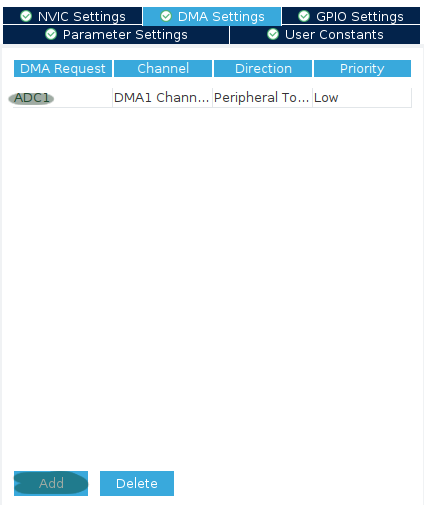 NVIC Settings DMA Settings GPIO Settings
Parameter Settings User Constants
DMA Request Channel Direction Priority
ADC1 DMA1 Chann... Peripheral To... Low
Add Delete